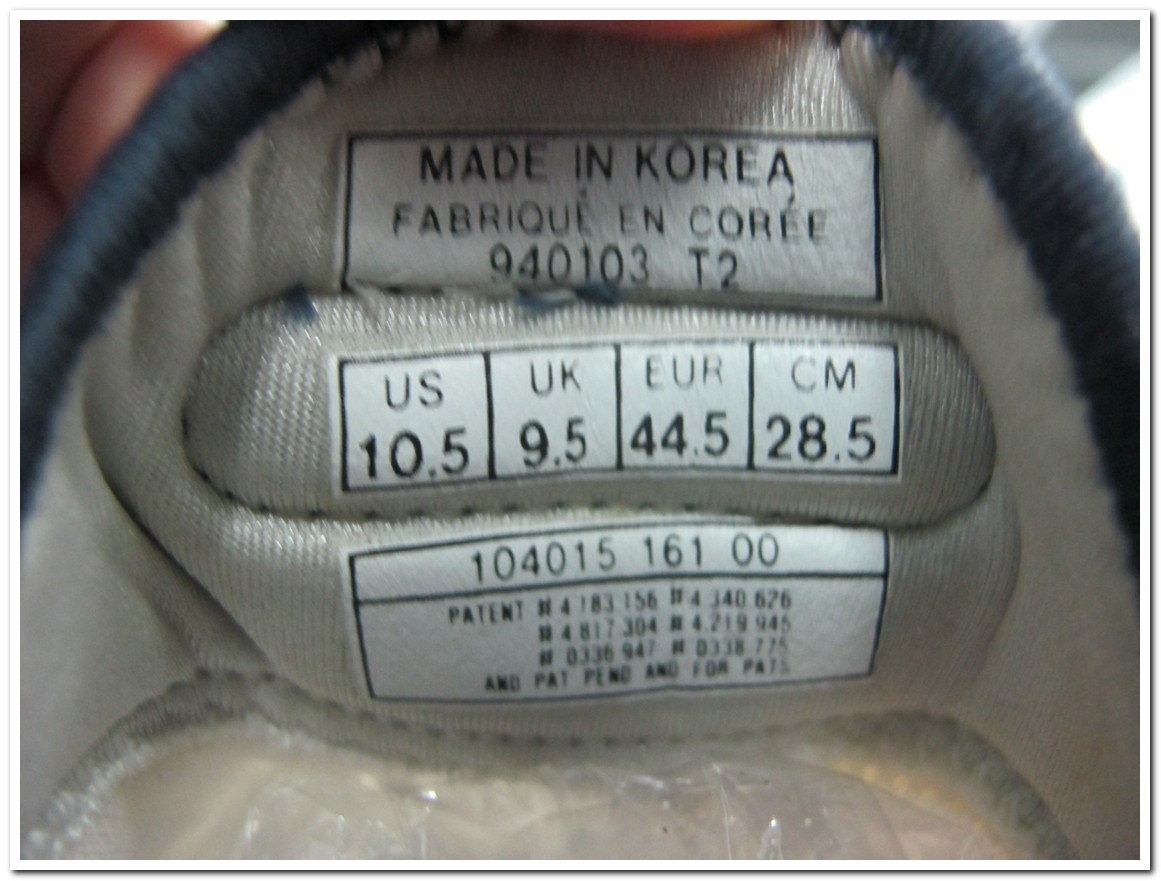 MADE IN KOREA
FABRIQUÉ EN CORÉE
940103 T2
US UK EUR CM
10.5 9.5 44.5 28.5
104015 161 00
PATENT # 4.183.156 # 4.340.626
# 4.817.304 # 4.219.945
# D336.947 # D338.775
AND PAT PEND AND FOR PATS